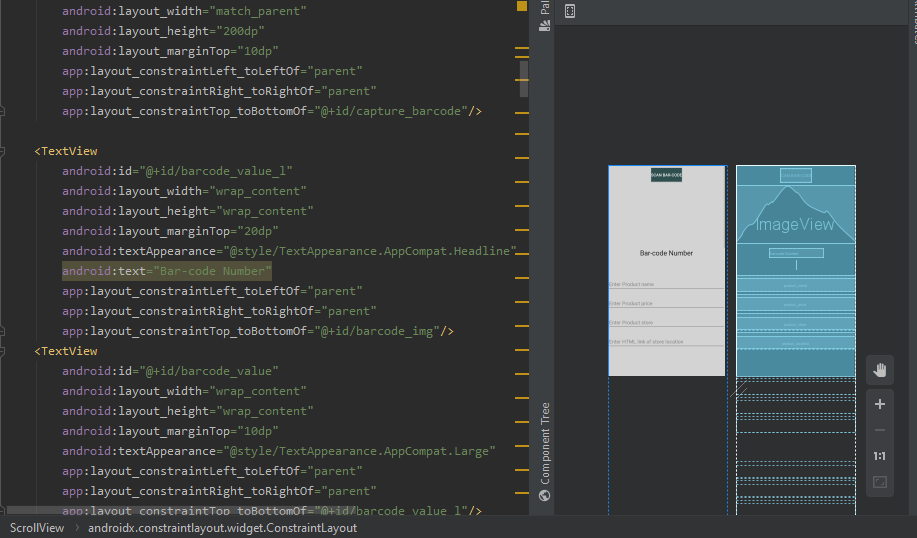 android:layout_width="match_parent"
android:layout_height="200dp"
android:layout_marginTop="10dp"
app:layout_constraintLeft_toLeftOf="parent"
app:layout_constraintRight_toRightOf="parent"
app:layout_constraintTop_toBottomOf="@+id/capture_barcode"/>
<TextView
android:id="@+id/barcode_value_l"
android:layout_width="wrap_content"
android:layout_height="wrap_content"
android:layout_marginTop="20dp"
android:textAppearance="@style/TextAppearance.AppCompat.Headline"
android:text="Bar-code Number"
app:layout_constraintLeft_toLeftOf="parent"
app:layout_constraintRight_toRightOf="parent"
app:layout_constraintTop_toBottomOf="@+id/barcode_img"/>
<TextView
android:id="@+id/barcode_value"
android:layout_width="wrap_content"
android:layout_height="wrap_content"
android:layout_marginTop="10dp"
android:textAppearance="@style/TextAppearance.AppCompat.Large"
app:layout_constraintLeft_toLeftOf="parent"
app:layout_constraintRight_toRightOf="parent"
app:layout_constraintTop_toBottomOf="@+id/barcode_value_l"/>
ScrollView
androidx.constraintlayout.widget.ConstraintLayout
Pal
Component Tree
SCAN BAR-CODE
Bar-code Number
Enter Product name
Enter Product price
Enter Product store
Enter HTML link of store location
ImageView
1:1